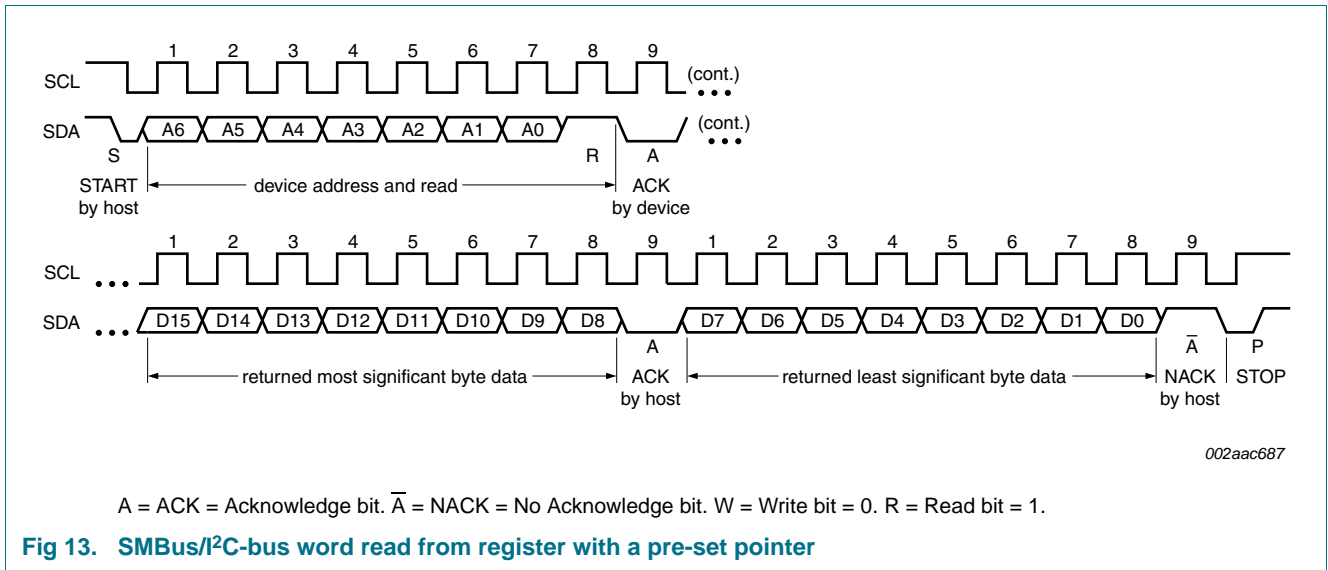 1 2 3 4 5 6 7 8 9
SCL (cont.)
SDA A6 A5 A4 A3 A2 A1 A0 (cont.)
S R A
START device address and read ACK
by host by device
1 2 3 4 5 6 7 8 9 1 2 3 4 5 6 7 8 9
SCL
SDA D15 D14 D13 D12 D11 D10 D9 D8 D7 D6 D5 D4 D3 D2 D1 D0
A A̅ P
returned most significant byte data ACK returned least significant byte data NACK STOP
by host by host
002aac687
A = ACK = Acknowledge bit. A̅ = NACK = No Acknowledge bit. W = Write bit = 0. R = Read bit = 1.
Fig 13. SMBus/I²C-bus word read from register with a pre-set pointer